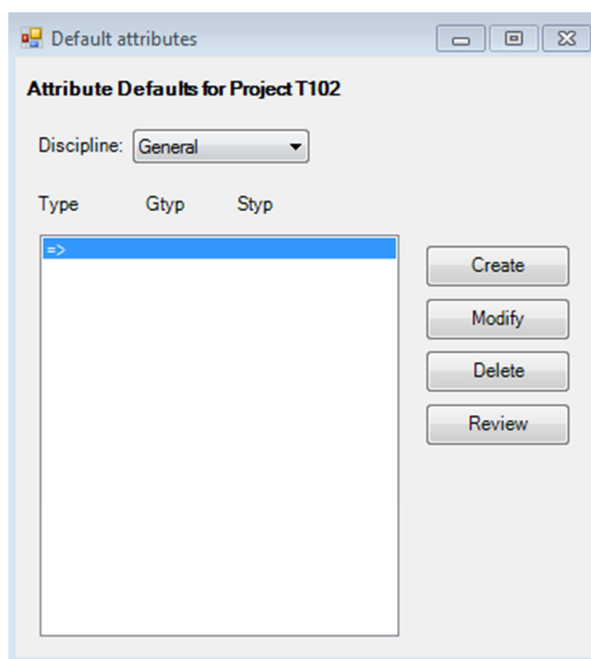 Default attributes
Attribute Defaults for Project T102
Discipline: General
Type Gtyp Styp
=>
Create
Modify
Delete
Review